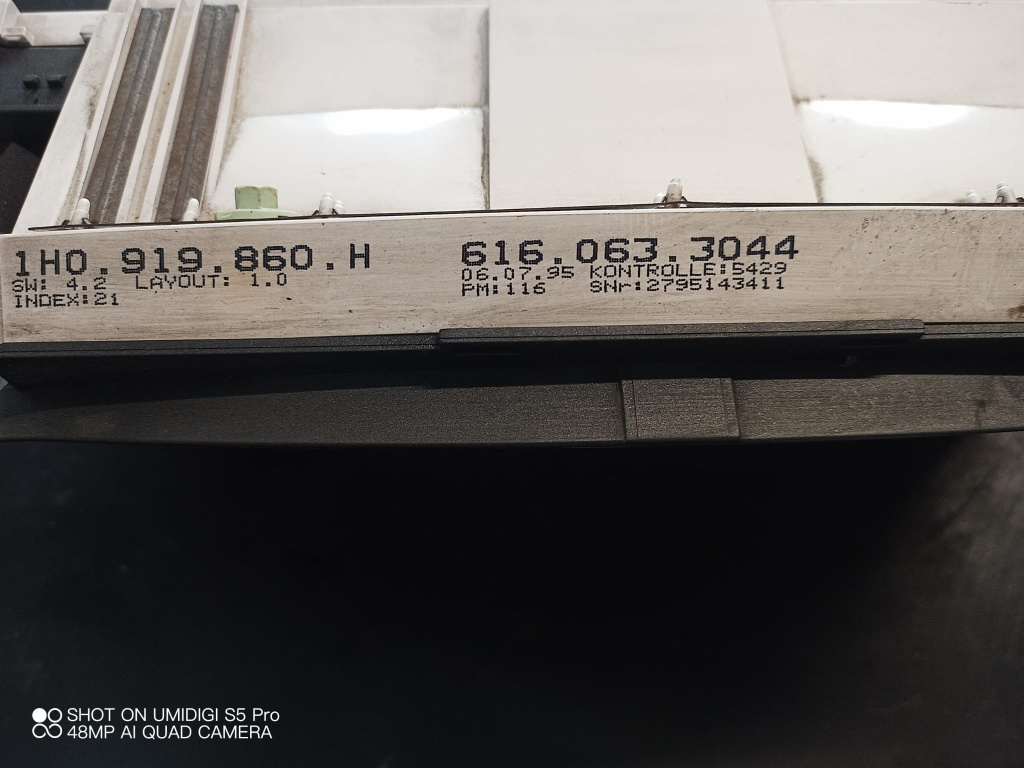 1H0.919.860.H
SW: 4.2 LAYOUT: 1.0
INDEX:21
616.063.3044
06.07.95 KONTROLLE:5429
PM:116 SNr:2795143411
SHOT ON UMIDIGI S5 Pro
48MP AI QUAD CAMERA